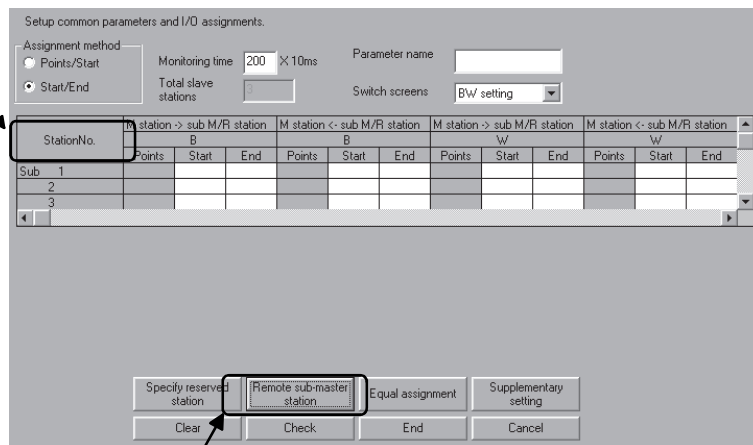 Setup common parameters and I/O assignments.
Assignment method
Points/Start
Start/End
Monitoring time 200 X10ms
Total slave stations 3
Parameter name
Switch screens BW setting
StationNo.
M station -> sub M/R station M station <- sub M/R station M station -> sub M/R station M station <- sub M/R station
B B W W
Points Start End Points Start End Points Start End Points Start End
Sub 1
2
3
Specify reserved station Remote sub-master station Equal assignment Supplementary setting
Clear Check End Cancel